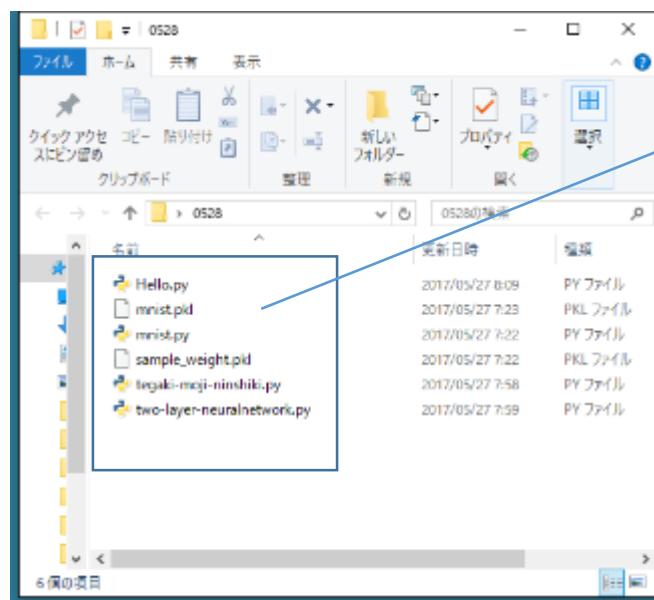 0528
ファイル ホーム 共有 表示
クイック アクセスにピン留め コピー 貼り付け 新しいフォルダー プロパティ 選択
クリップボード 整理 新規 開く
0528 0528の検索
名前 更新日時 種類
Hello.py 2017/05/27 8:09 PY ファイル
mnist.pkl 2017/05/27 7:23 PKL ファイル
mnist.py 2017/05/27 7:22 PY ファイル
sample_weight.pkl 2017/05/27 7:22 PKL ファイル
tegaki-moji-ninshiki.py 2017/05/27 7:58 PY ファイル
two-layer-neuralnetwork.py 2017/05/27 7:59 PY ファイル
6 個の項目